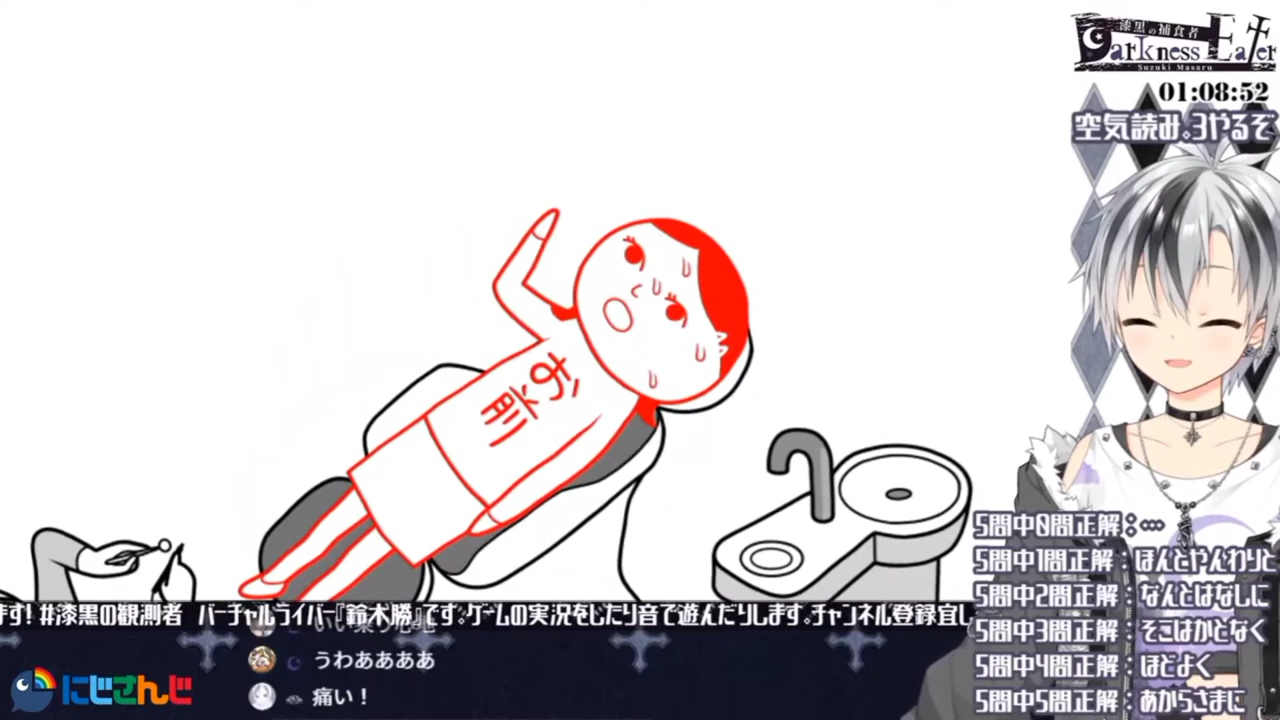 漆黒の捕食者
Darkness Eater
Suzuki Masaru
01:08:52
空気読み。3やるぞ
お前
5問中0問正解：…
5問中1問正解：ほんとやんわりと
5問中2問正解：なんとはなしに
5問中3問正解：そこはかとなく
5問中4問正解：ほどよく
5問中5問正解：あからさまに
ます！#漆黒の観測者 バーチャルライバー『鈴木勝』です。ゲームの実況をしたり音で遊んだりします。チャンネル登録宜し
うわああああ
痛い！
にじさんじ